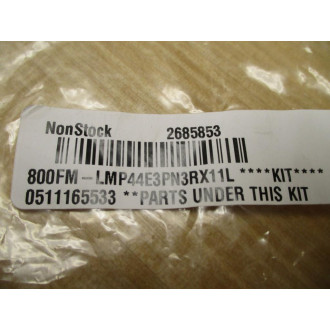 NonStock 2685853
800FM-LMP44E3PN3RX11L ****KIT****
0511165533 **PARTS UNDER THIS KIT